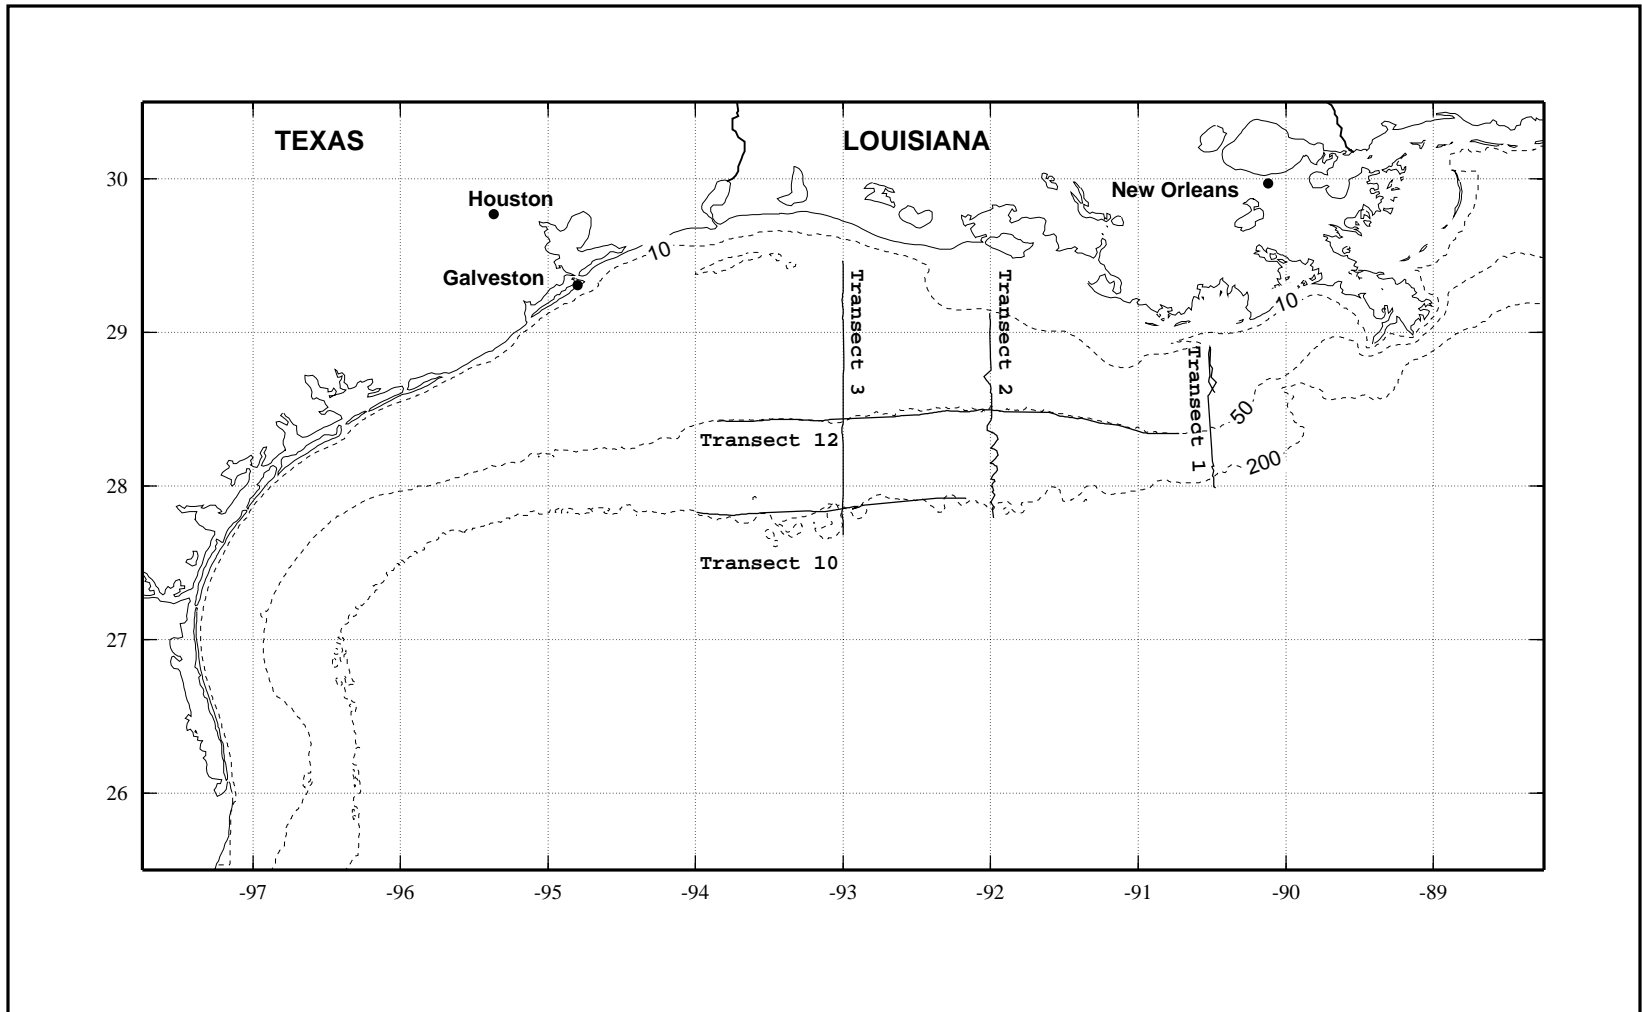 TEXAS
LOUISIANA
30
New Orleans
Houston
10
Galveston
Transect 3
Transect 2
10
29
Transect 1
50
Transect 12
200
28
Transect 10
27
26
-97
-96
-95
-94
-93
-92
-91
-90
-89